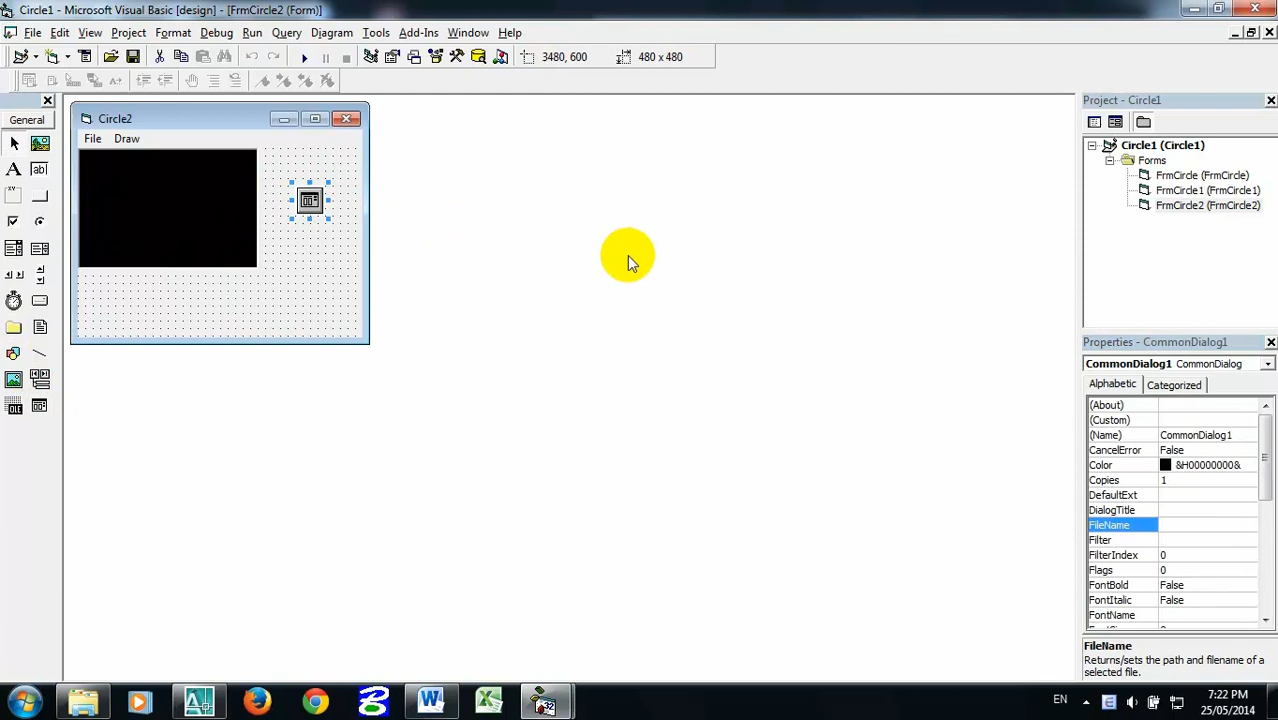 Circle1 - Microsoft Visual Basic [design] - [FrmCircle2 (Form)]
File Edit View Project Format Debug Run Query Diagram Tools Add-Ins Window Help
3480, 600 480 x 480
General
Circle2
File Draw
Project - Circle1
Circle1 (Circle1)
Forms
FrmCircle (FrmCircle)
FrmCircle1 (FrmCircle1)
FrmCircle2 (FrmCircle2)
Properties - CommonDialog1
CommonDialog1 CommonDialog
Alphabetic Categorized
(About)
(Custom)
(Name) CommonDialog1
CancelError False
Color &H00000000&
Copies 1
DefaultExt
DialogTitle
FileName
Filter
FilterIndex 0
Flags 0
FontBold False
FontItalic False
FontName
FileName
Returns/sets the path and filename of a
selected file.
EN
7:22 PM
25/05/2014